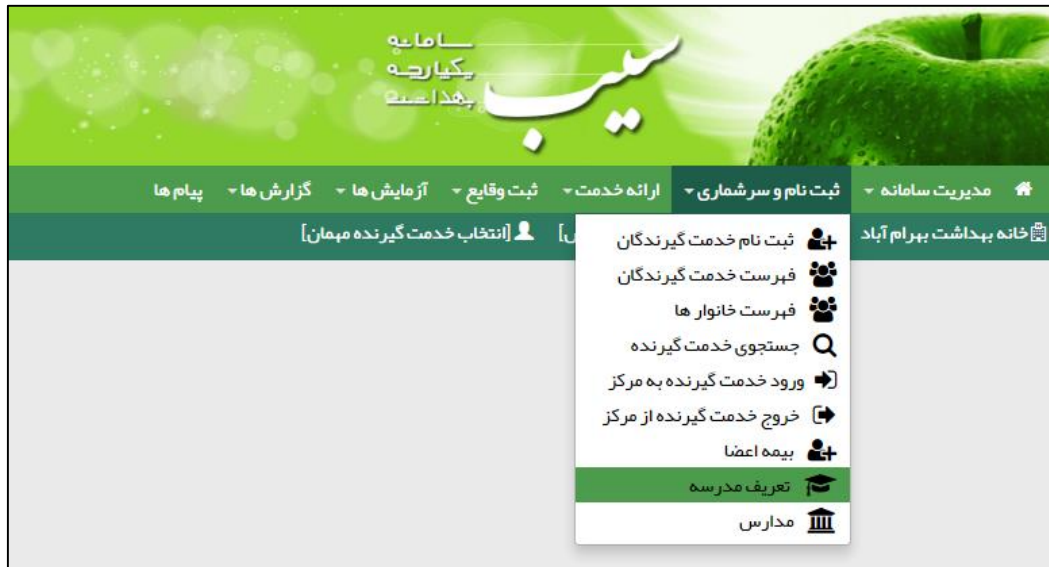 سامانه
یکپارچه
بهداشت
سیب
مدیریت سامانه ثبت نام و سرشماری ارائه خدمت ثبت وقایع آزمایش ها گزارش ها پیام ها
خانه بهداشت بهرام آباد [انتخاب خدمت گیرنده مهمان]
ثبت نام خدمت گیرندگان
فهرست خدمت گیرندگان
فهرست خانوار ها
جستجوی خدمت گیرنده
ورود خدمت گیرنده به مرکز
خروج خدمت گیرنده از مرکز
بیمه اعضا
تعریف مدرسه
مدارس